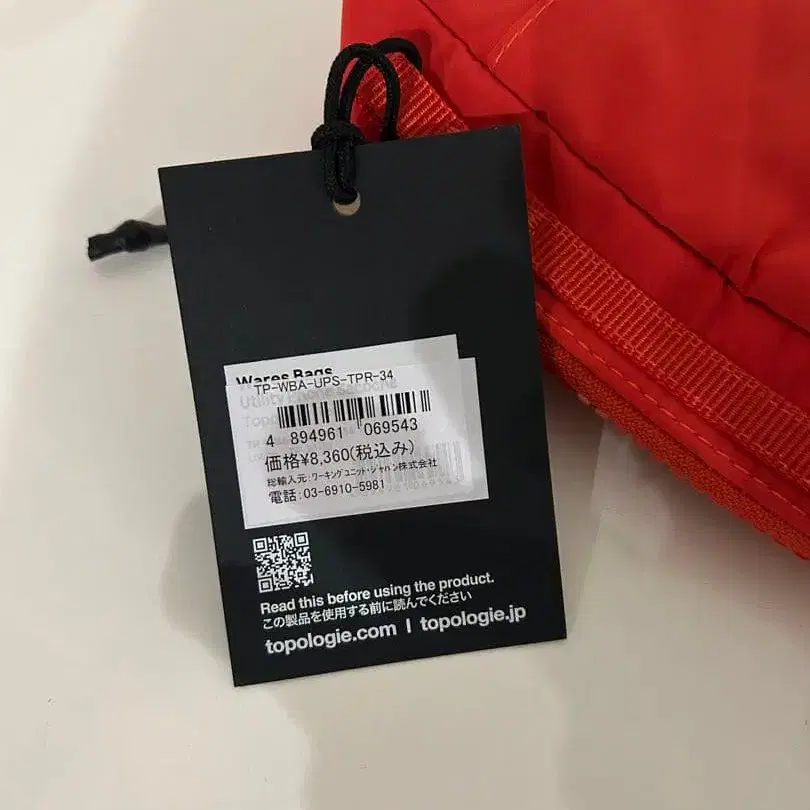 Wares Bags
TP-WBA-UPS-TPR-34
Utility Phone Sacoche
4 894961 069543
価格¥8,360(税込み)
総輸入元:ワーキングユニット・ジャパン株式会社
電話:03-6910-5981
Read this before using the product.
この製品を使用する前に読んでください
topologie.com | topologie.jp